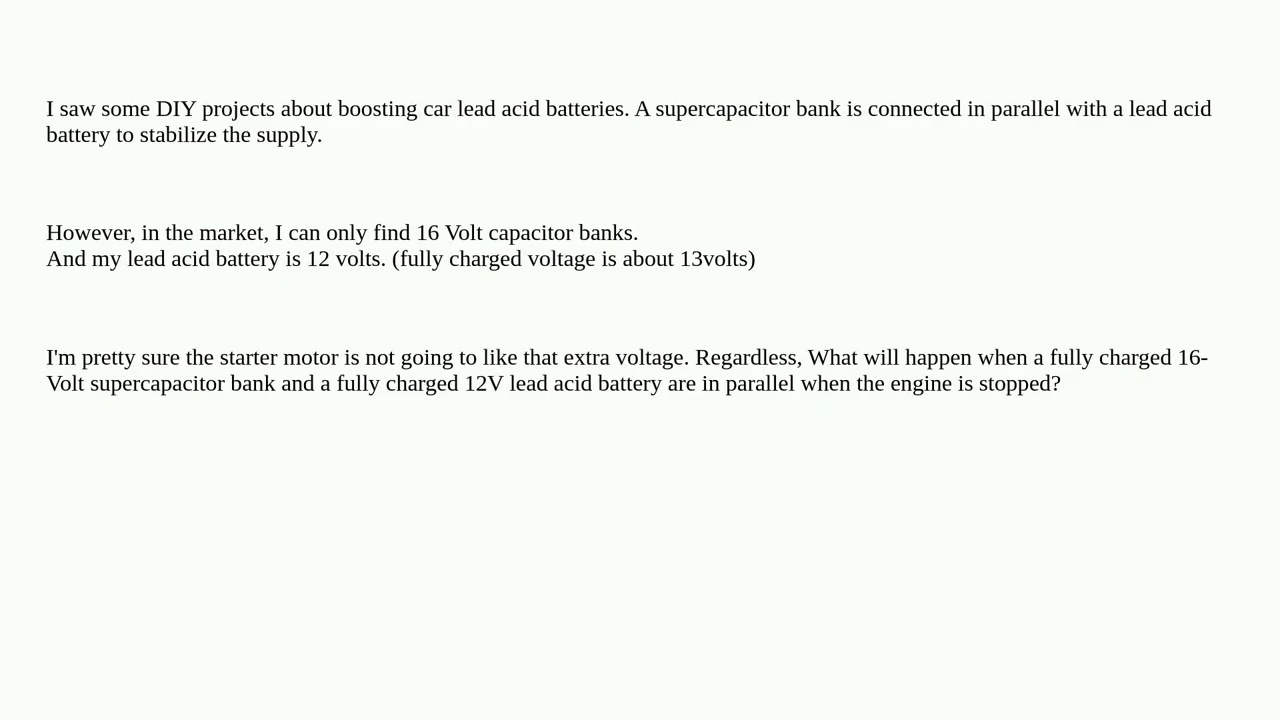 I saw some DIY projects about boosting car lead acid batteries. A supercapacitor bank is connected in parallel with a lead acid
battery to stabilize the supply.
However, in the market, I can only find 16 Volt capacitor banks.
And my lead acid battery is 12 volts. (fully charged voltage is about 13volts)
I'm pretty sure the starter motor is not going to like that extra voltage. Regardless, What will happen when a fully charged 16-
Volt supercapacitor bank and a fully charged 12V lead acid battery are in parallel when the engine is stopped?